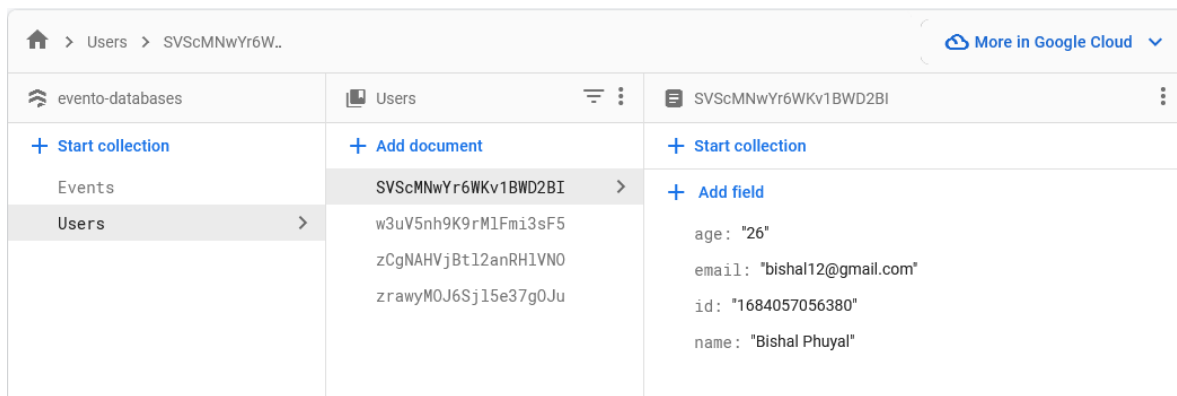 Users SVScMNwYr6W..
More in Google Cloud
evento-databases
Users
SVScMNwYr6WKv1BWD2BI
+ Start collection
+ Add document
+ Start collection
Events
Users
SVScMNwYr6WKv1BWD2BI
w3uV5nh9K9rMlFmi3sF5
zCgNAHVjBtl2anRHlVNO
zrawyMOJ6Sjl5e37gOJu
+ Add field
age: "26"
email: "bishal12@gmail.com"
id: "1684057056380"
name: "Bishal Phuyal"